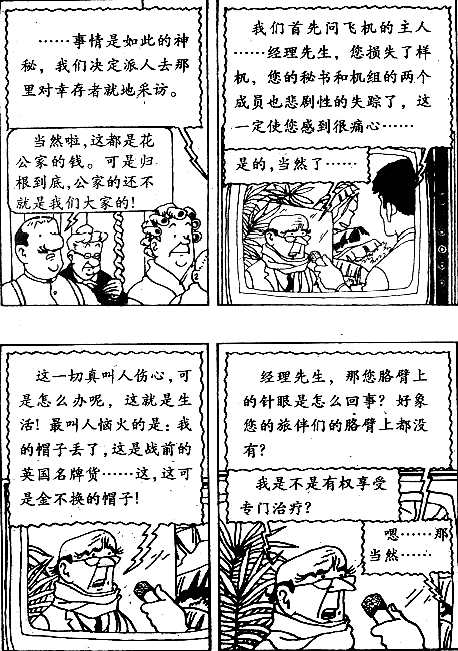 ……事情是如此的神
秘，我们决定派人去那
里对幸存者就地采访。
当然啦，这都是花
公家的钱。可是归
根到底，公家的还不
就是我们大家的！
我们首先问飞机的主人
……经理先生，您损失了样
机，您的秘书和机组的两个
成员也悲剧性的失踪了，这
一定使您感到很痛心……
是的，当然了……
这一切真叫人伤心，可
是怎么办呢，这就是生
活！最叫人恼火的是：我
的帽子丢了，这是战前的
英国名牌货……这，这可
是金不换的帽子！
经理先生，那您胳臂上
的针眼是怎么回事？好象
您的旅伴们的胳臂上都没
有？
我是不是有权享受
专门治疗？
嗯……那
当然……